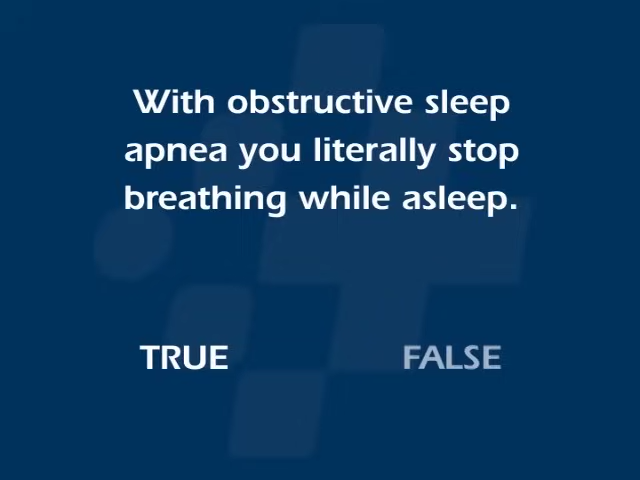 With obstructive sleep
apnea you literally stop
breathing while asleep.
TRUE FALSE